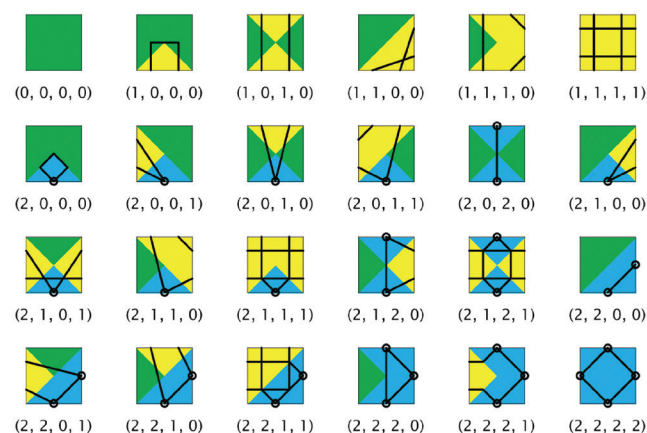 (0, 0, 0, 0) (1, 0, 0, 0) (1, 0, 1, 0) (1, 1, 0, 0) (1, 1, 1, 0) (1, 1, 1, 1)
(2, 0, 0, 0) (2, 0, 0, 1) (2, 0, 1, 0) (2, 0, 1, 1) (2, 0, 2, 0) (2, 1, 0, 0)
(2, 1, 0, 1) (2, 1, 1, 0) (2, 1, 1, 1) (2, 1, 2, 0) (2, 1, 2, 1) (2, 2, 0, 0)
(2, 2, 0, 1) (2, 2, 1, 0) (2, 2, 1, 1) (2, 2, 2, 0) (2, 2, 2, 1) (2, 2, 2, 2)